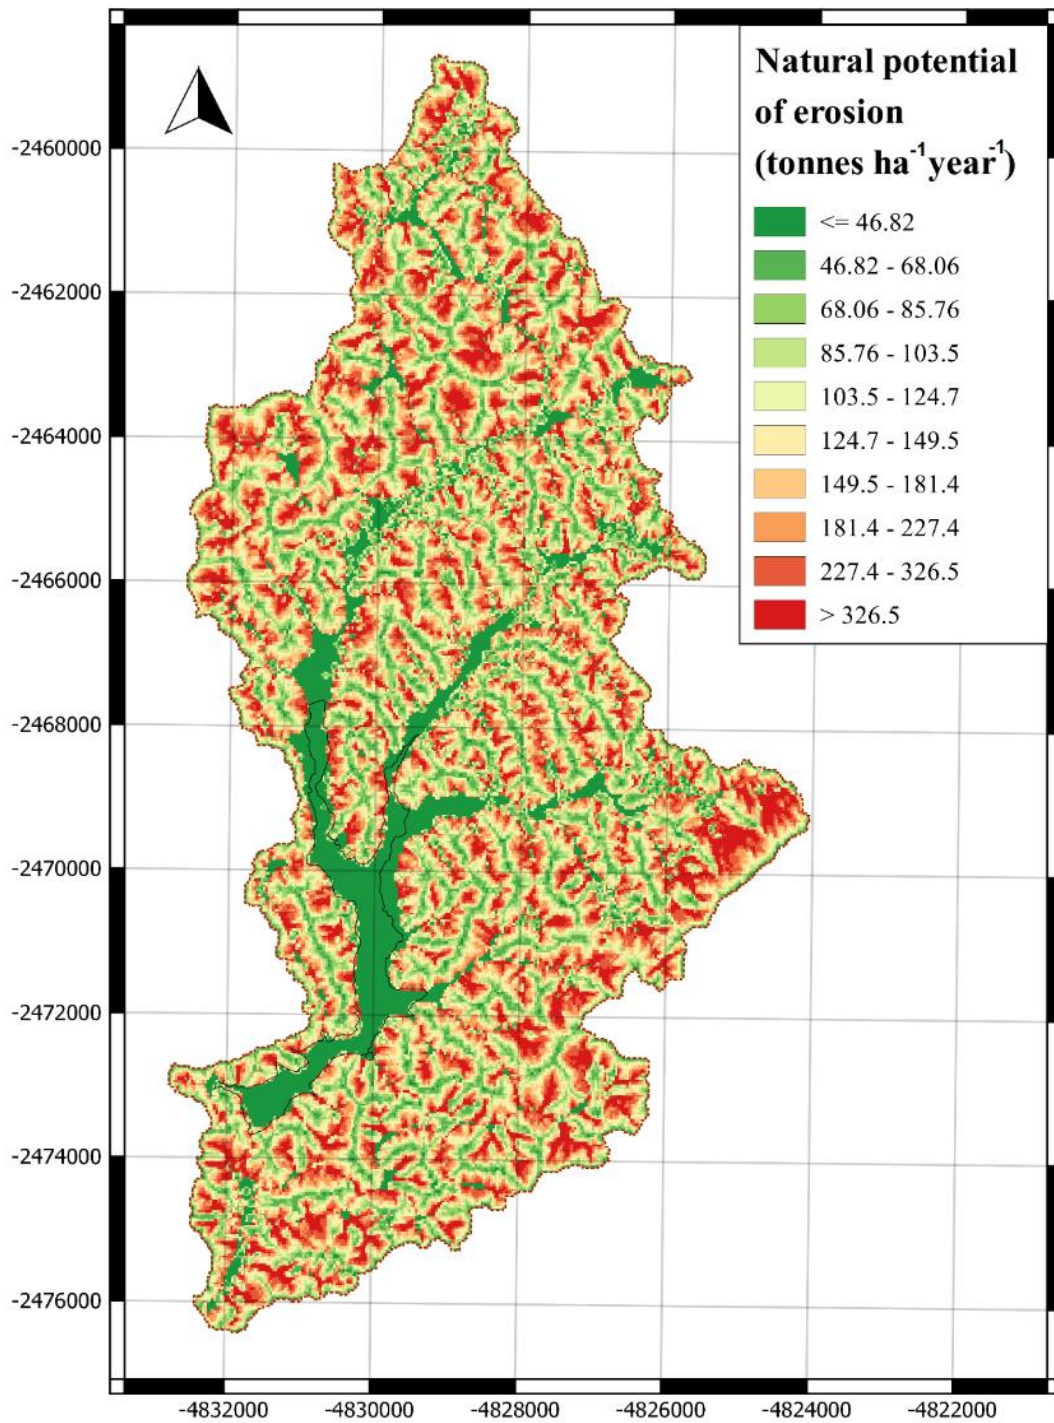 Natural potential
of erosion
(tonnes ha⁻¹year⁻¹)
<= 46.82
46.82 - 68.06
68.06 - 85.76
85.76 - 103.5
103.5 - 124.7
124.7 - 149.5
149.5 - 181.4
181.4 - 227.4
227.4 - 326.5
> 326.5
-2460000
-2462000
-2464000
-2466000
-2468000
-2470000
-2472000
-2474000
-2476000
-4832000 -4830000 -4828000 -4826000 -4824000 -4822000